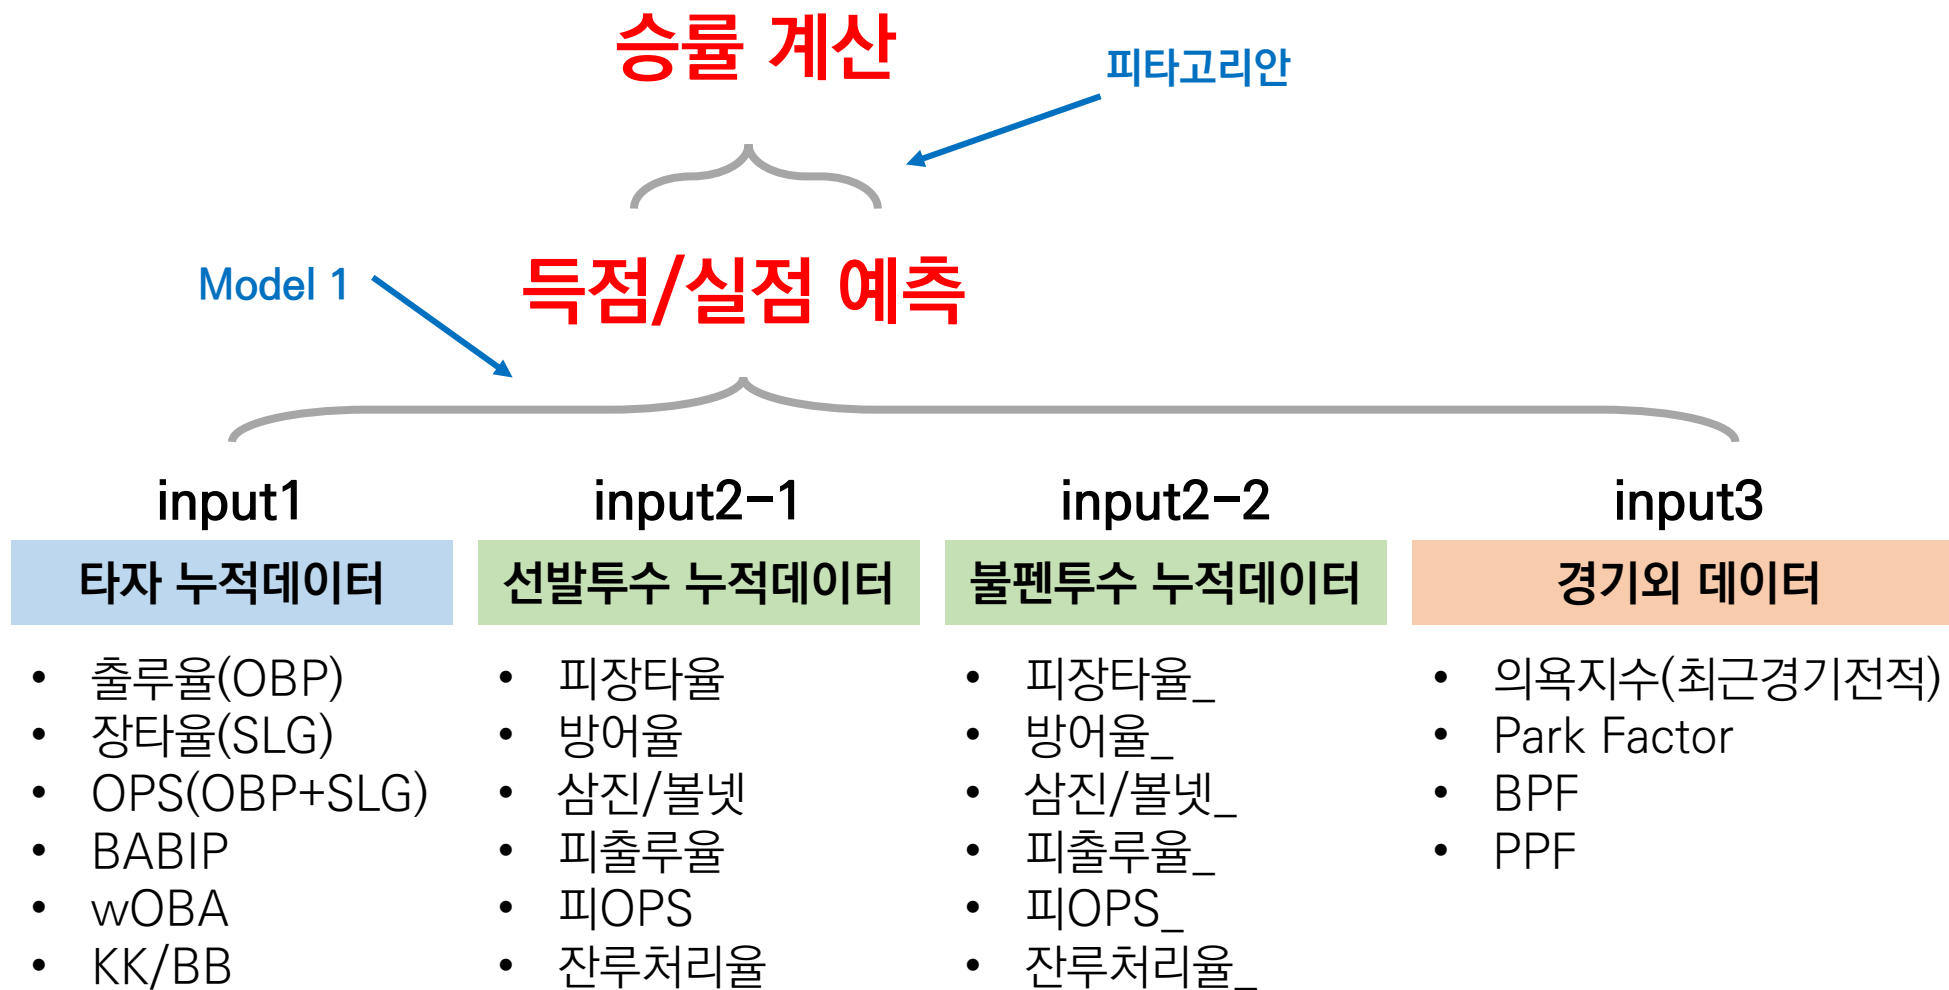 승률 계산
피타고리안
Model 1
득점/실점 예측
input1
타자 누적데이터
• 출루율(OBP)
• 장타율(SLG)
• OPS(OBP+SLG)
• BABIP
• wOBA
• KK/BB
input2-1
선발투수 누적데이터
• 피장타율
• 방어율
• 삼진/볼넷
• 피출루율
• 피OPS
• 잔루처리율
input2-2
불펜투수 누적데이터
• 피장타율_
• 방어율_
• 삼진/볼넷_
• 피출루율_
• 피OPS_
• 잔루처리율_
input3
경기외 데이터
• 의욕지수(최근경기전적)
• Park Factor
• BPF
• PPF